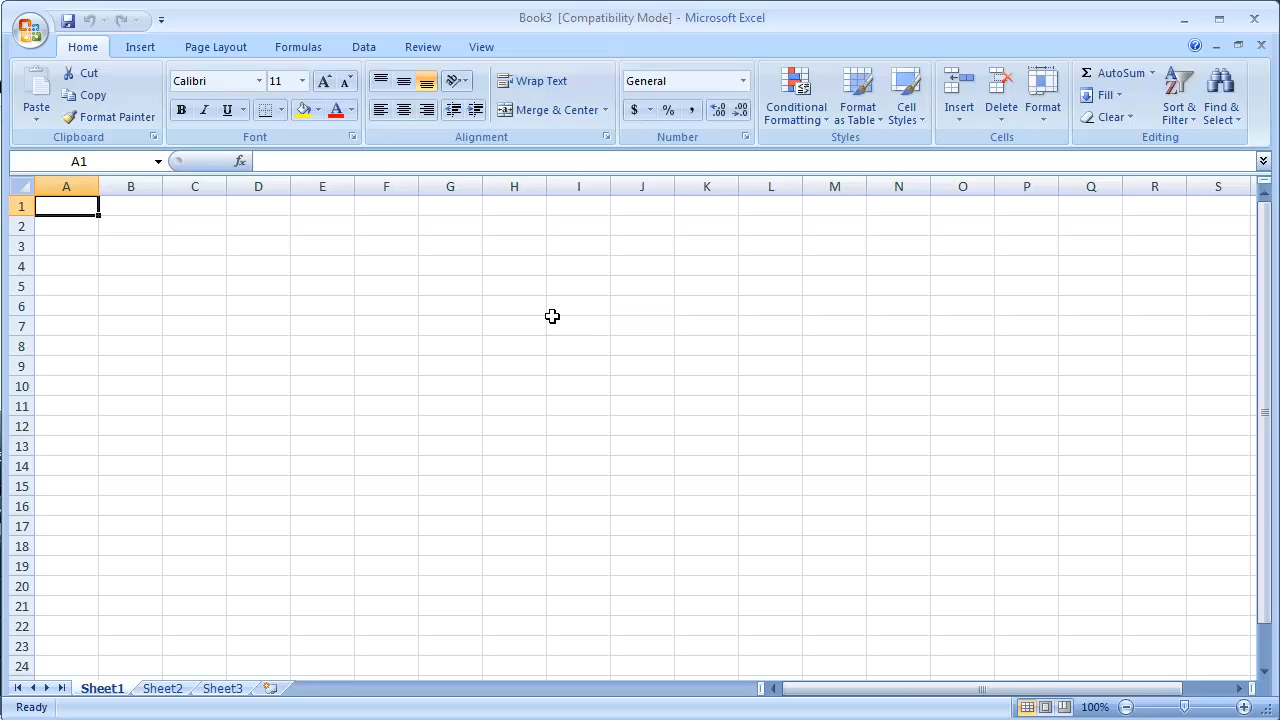 Book3 [Compatibility Mode] - Microsoft Excel
Home Insert Page Layout Formulas Data Review View
Paste Cut Copy Format Painter Clipboard
Calibri 11 A A B I U A Font
Wrap Text Merge & Center Alignment
General $ % , .0 .00 .00 .0 Number
Conditional Formatting Format as Table Cell Styles Styles
Insert Delete Format Cells
Σ AutoSum Fill Clear Sort & Filter Find & Select Editing
A1 fx
A B C D E F G H I J K L M N O P Q R S
1
2
3
4
5
6
7
8
9
10
11
12
13
14
15
16
17
18
19
20
21
22
23
24
Sheet1 Sheet2 Sheet3
Ready 100%